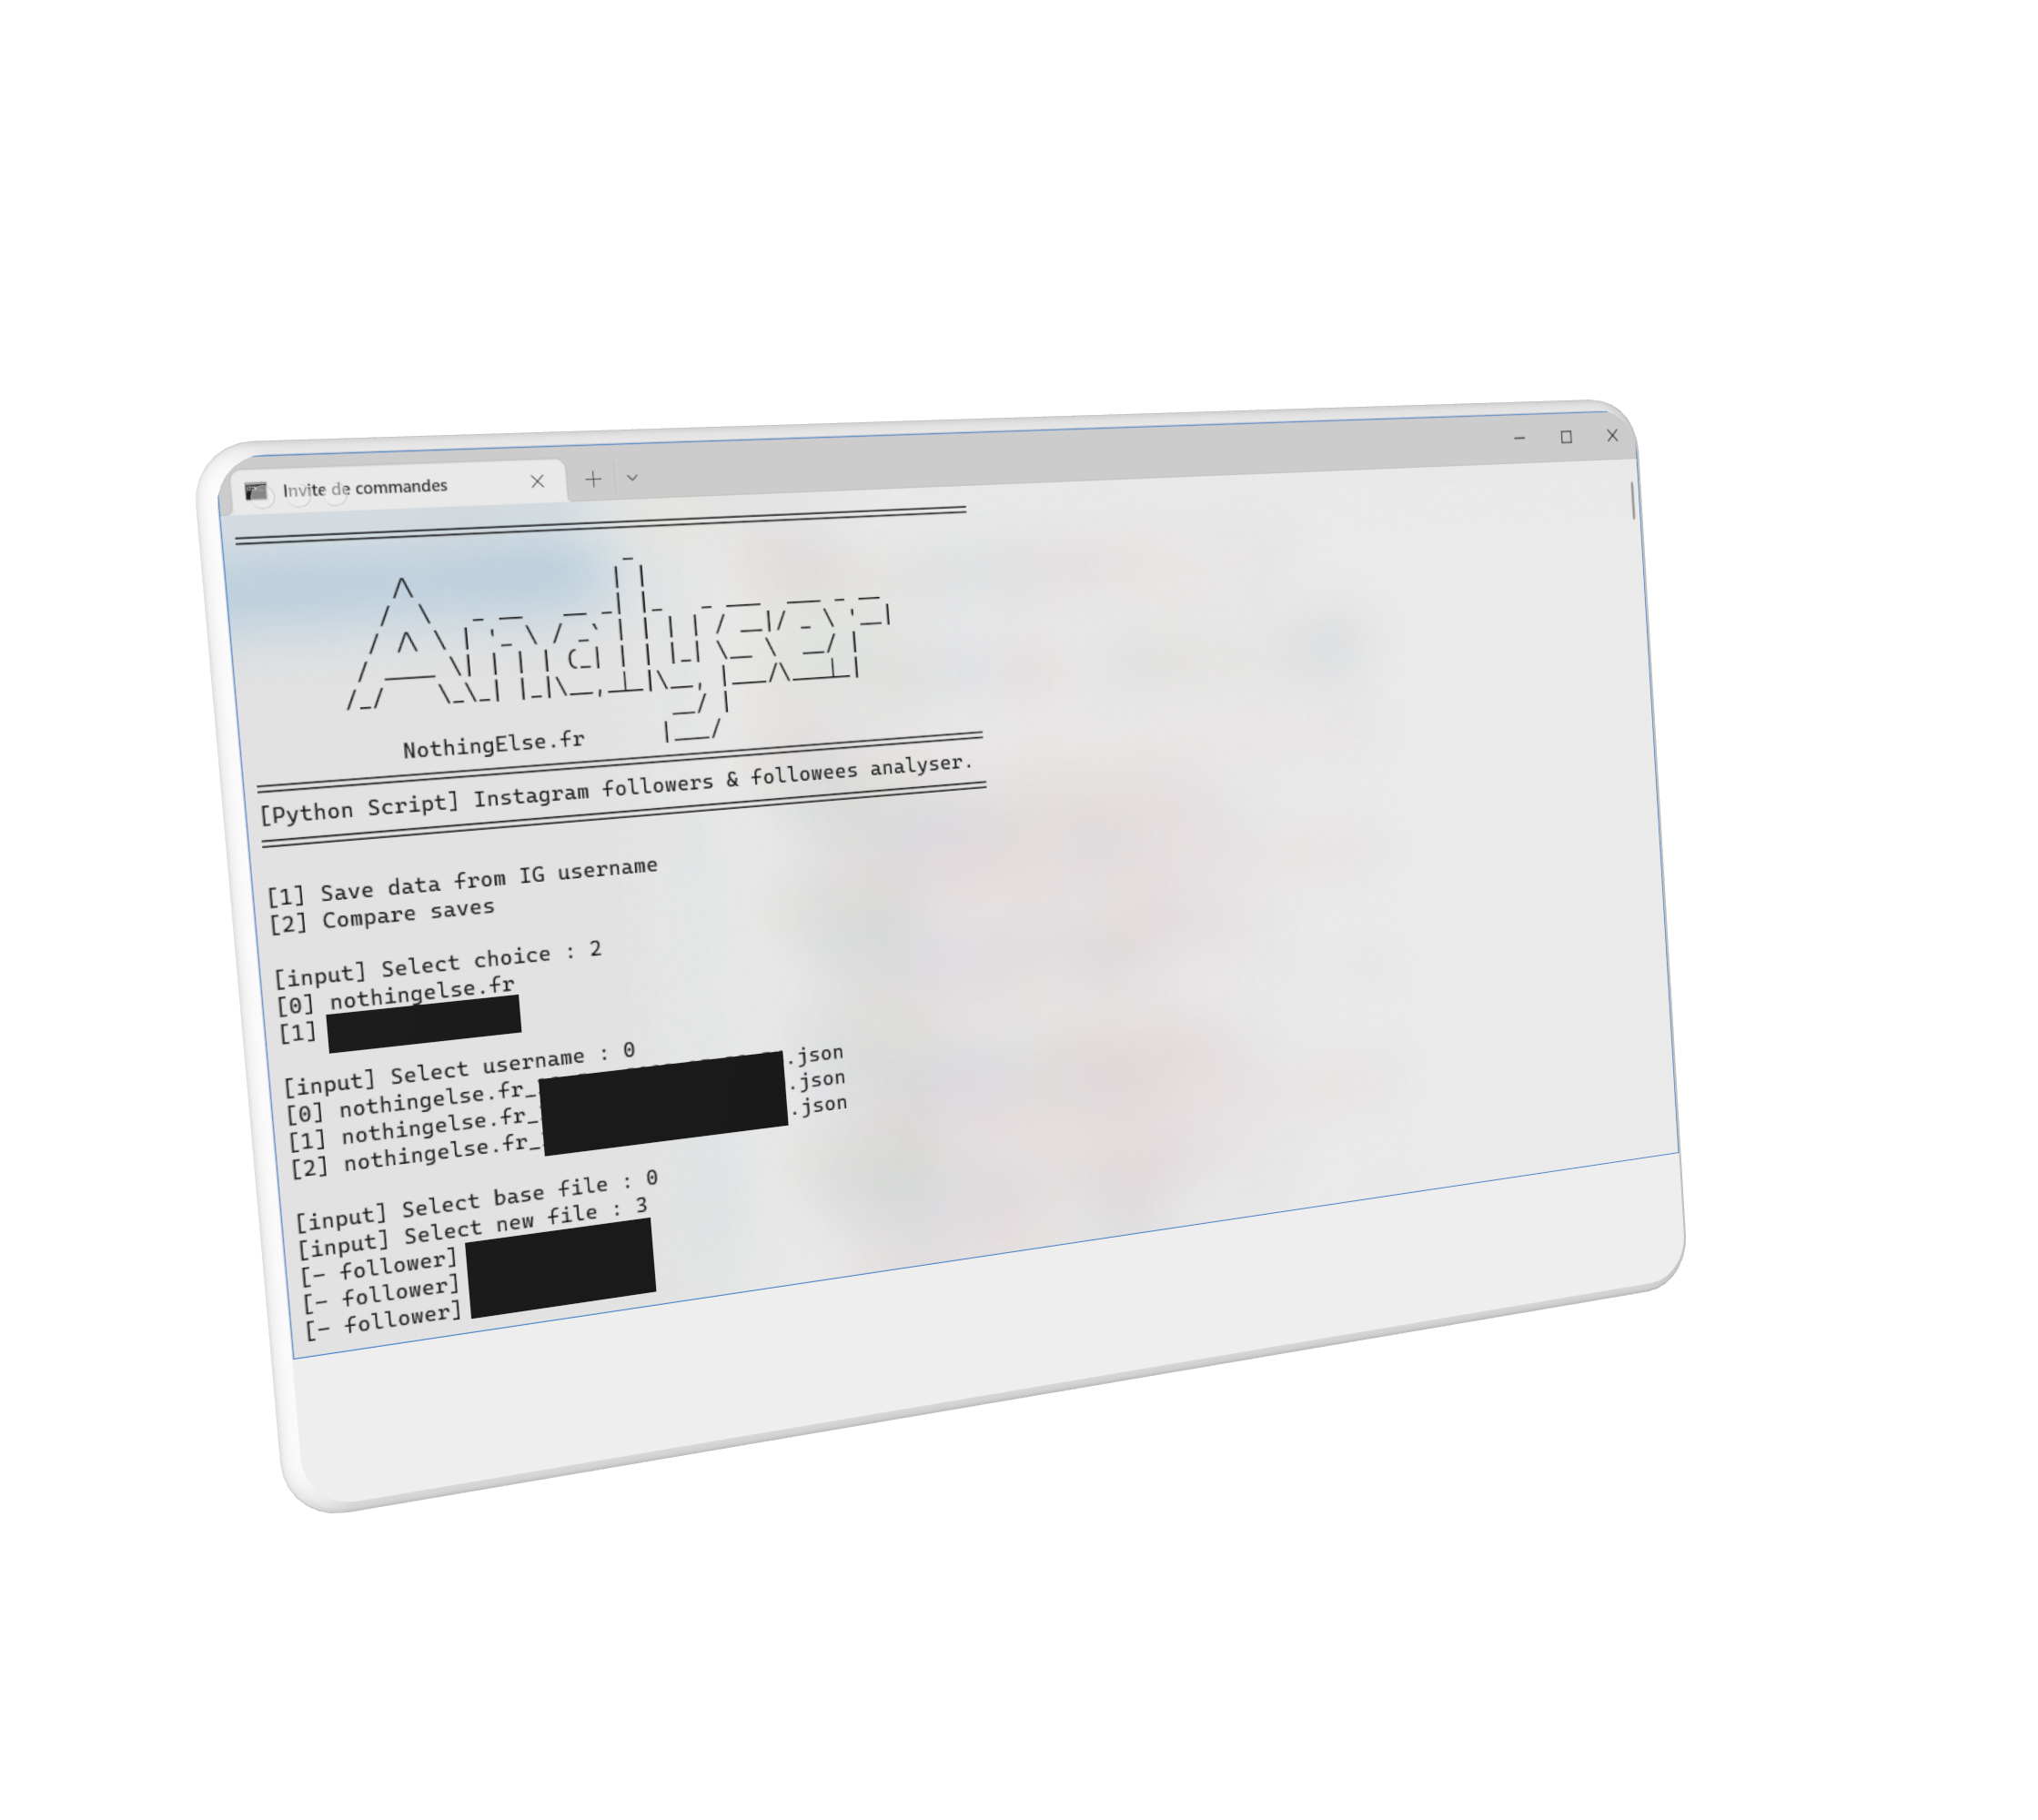 Invite de commandes
Analyser
NothingElse.fr
[Python Script] Instagram followers & followees analyser.
[1] Save data from IG username
[2] Compare saves
[input] Select choice : 2
[0] nothingelse.fr
[1]
[input] Select username : 0
[0] nothingelse.fr_ .json
[1] nothingelse.fr_ .json
[2] nothingelse.fr_ .json
[input] Select base file : 0
[input] Select new file : 3
[- follower]
[- follower]
[- follower]